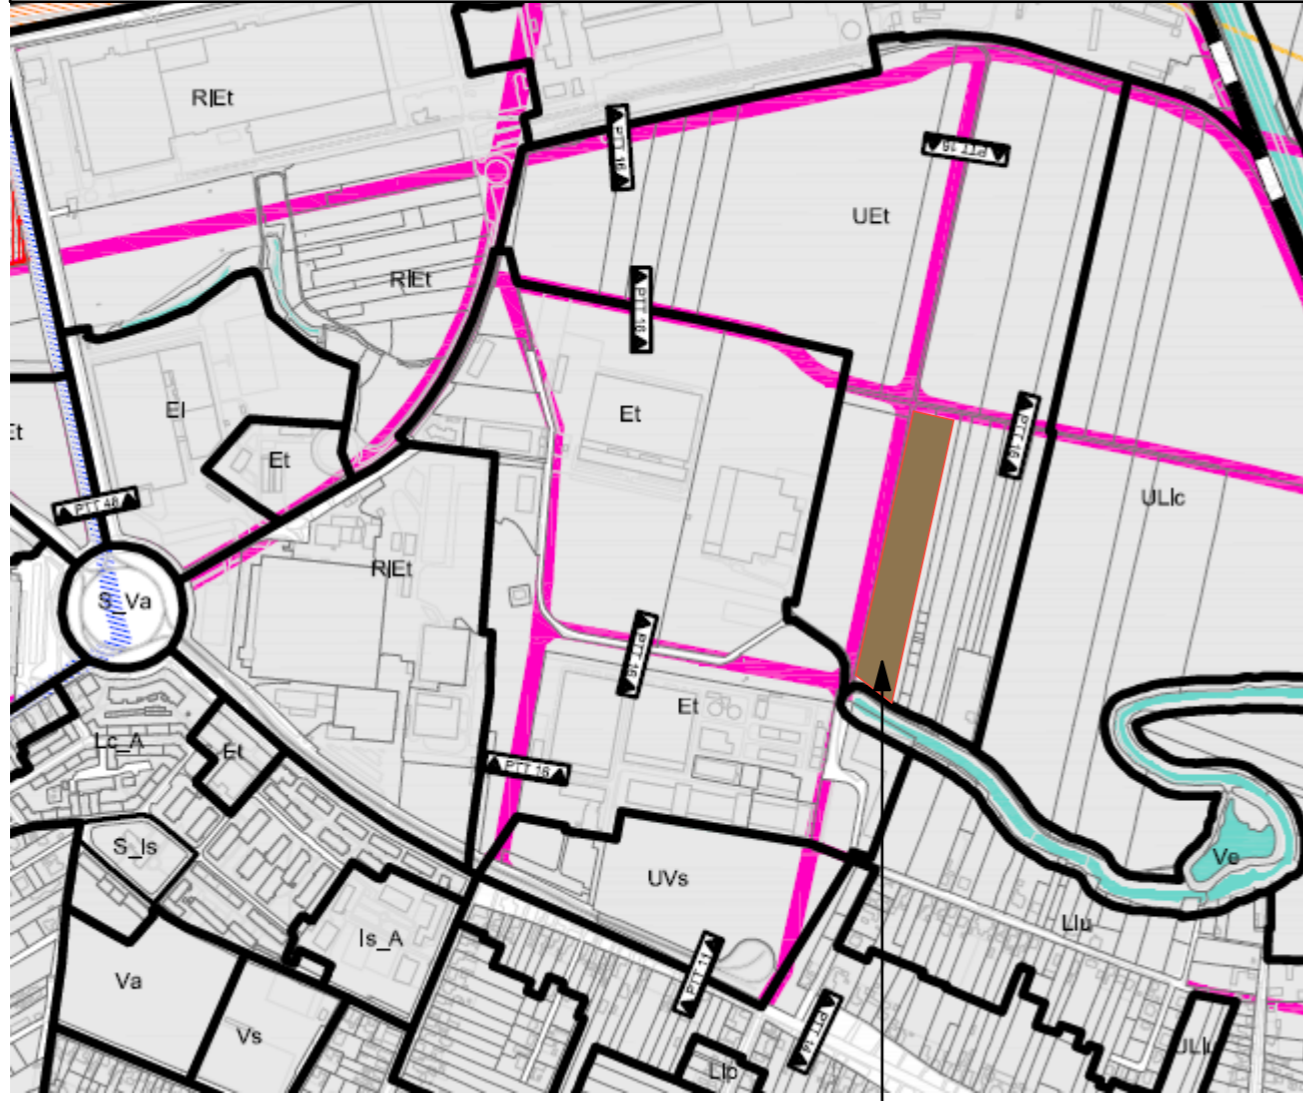 R|Et
PTT 16
PTT 16
UEt
R|Et
PTT 16
Et
El
PTT 16
Et
Et
ULlc
PTT 48
R|Et
S_Va
PTT 16
Et
Lc_A
Et
PTT 16
S_Is
UVs
Ve
Is_A
Llu
Va
Vs
PTT 11
PTT 16
Llp
ULlu